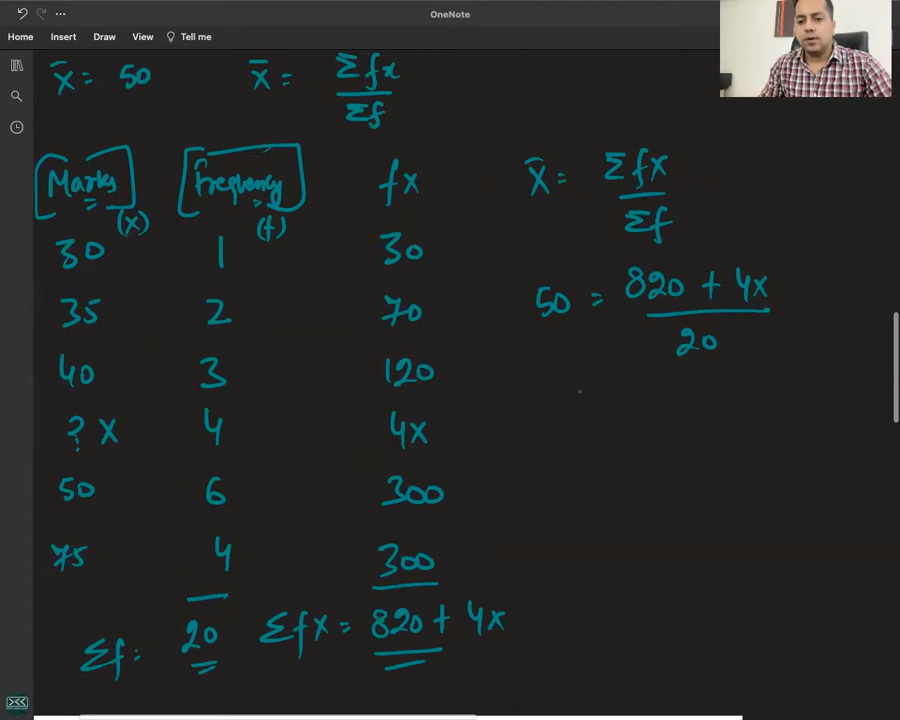 OneNote
Home Insert Draw View Tell me
x̄ = 50 x̄ = Σfx / Σf
Marks (x) Frequency (f) fx
30 1 30
35 2 70
40 3 120
? x 4 4x
50 6 300
75 4 300
Σf = 20 Σfx = 820 + 4x
x̄ = Σfx / Σf
50 = 820 + 4x / 20